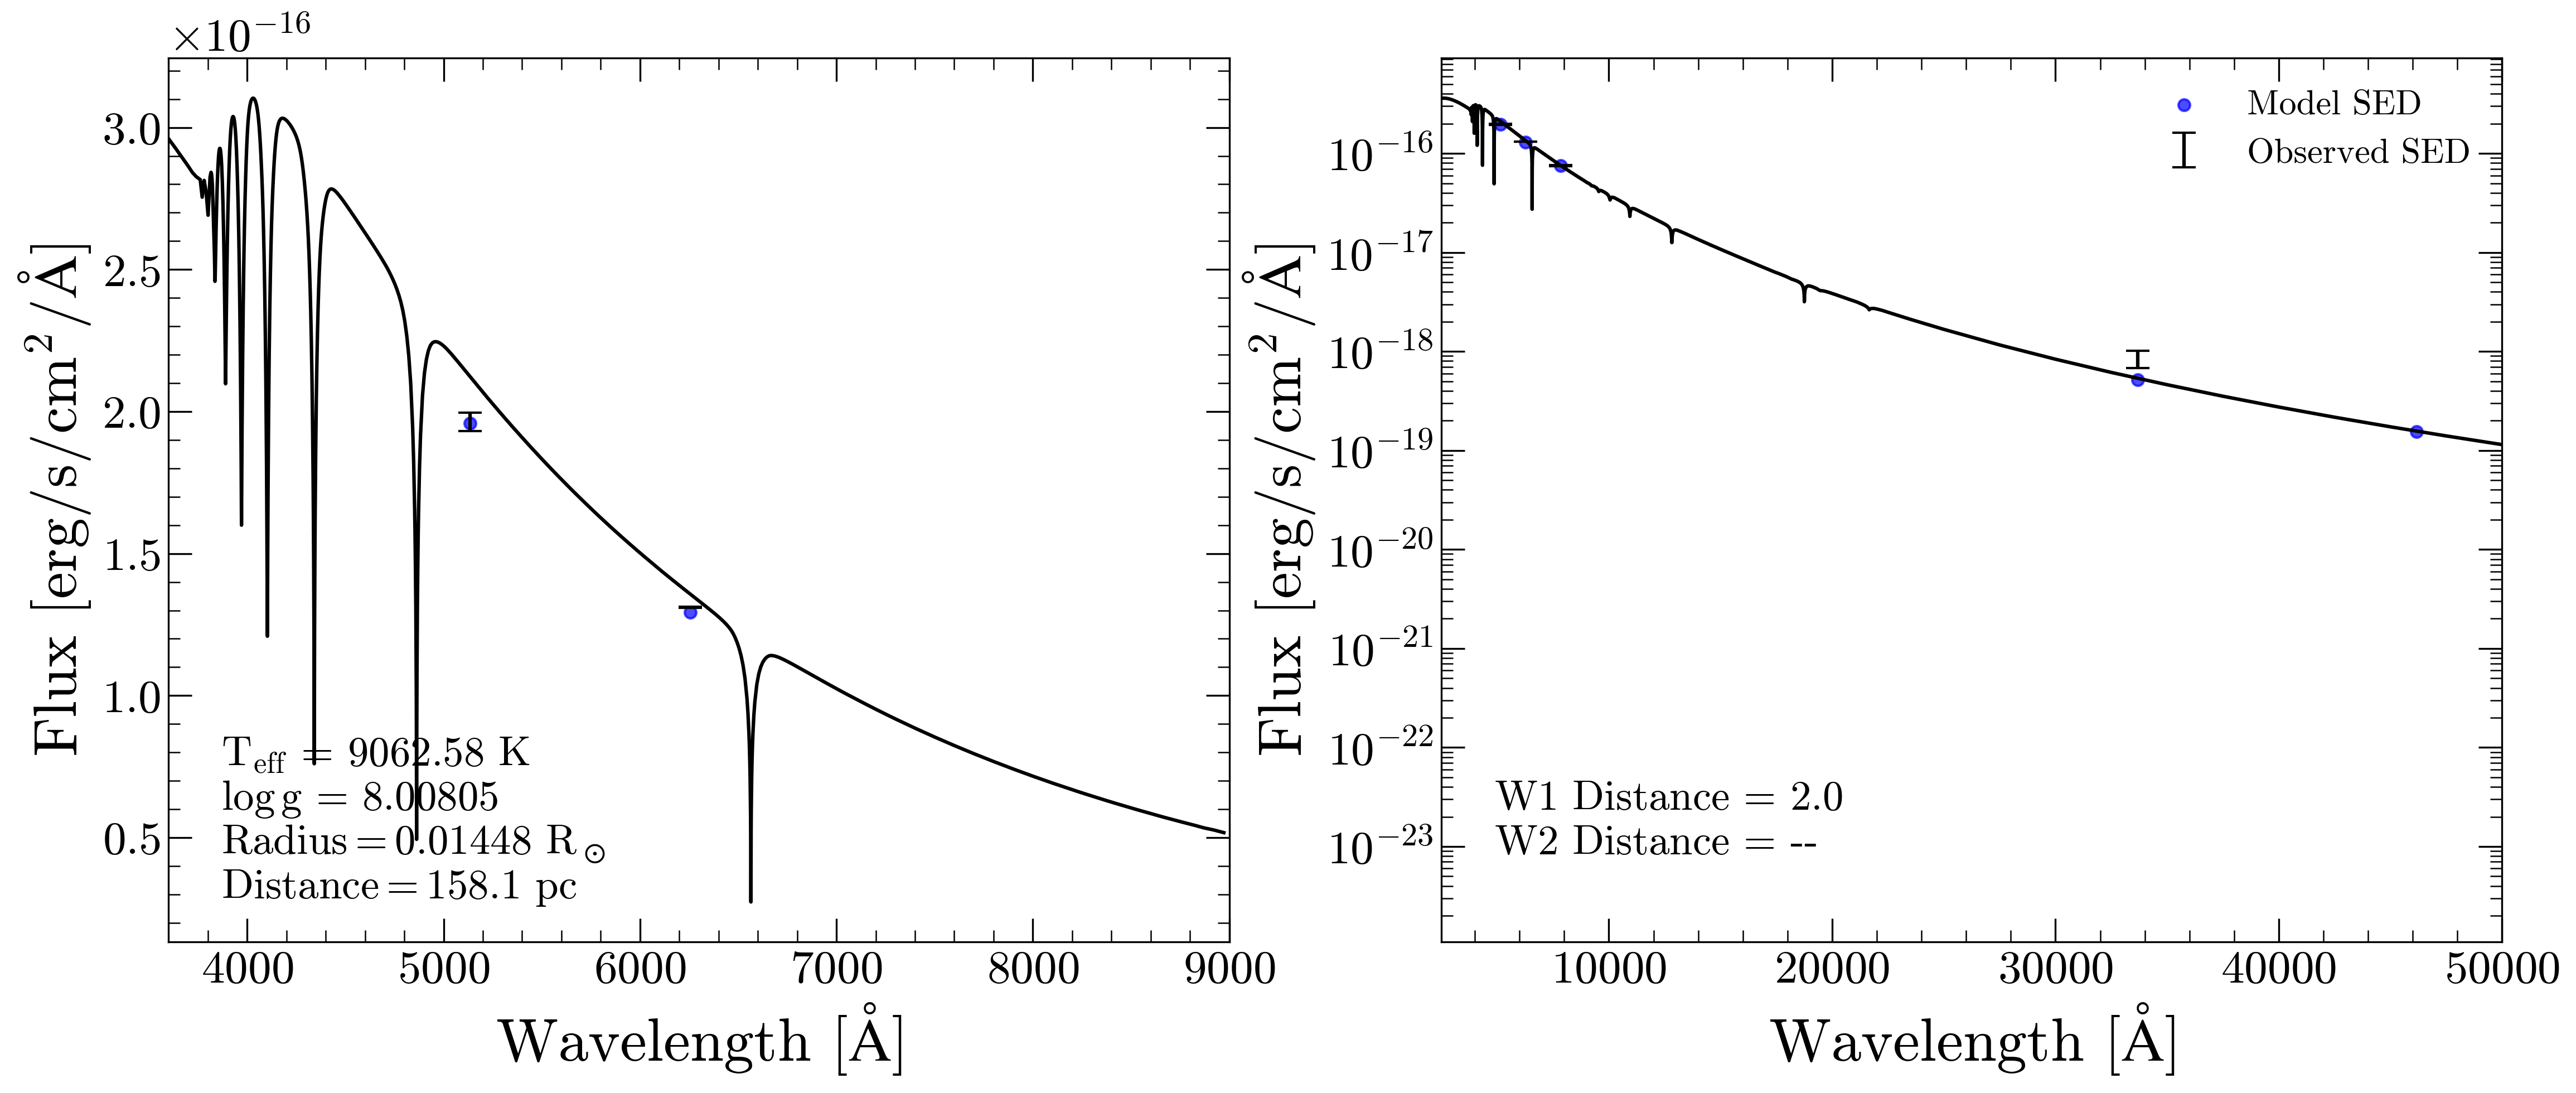 ×10⁻¹⁶
3.0
2.5
2.0
1.5
1.0
0.5
Flux [erg/s/cm²/Å]
T_eff = 9062.58 K
log g = 8.00805
Radius = 0.01448 R_⊙
Distance = 158.1 pc
4000 5000 6000 7000 8000 9000
Wavelength [Å]
10⁻¹⁶
10⁻¹⁷
10⁻¹⁸
10⁻¹⁹
10⁻²⁰
10⁻²¹
10⁻²²
10⁻²³
Flux [erg/s/cm²/Å]
Model SED
Observed SED
W1 Distance = 2.0
W2 Distance = --
10000 20000 30000 40000 50000
Wavelength [Å]